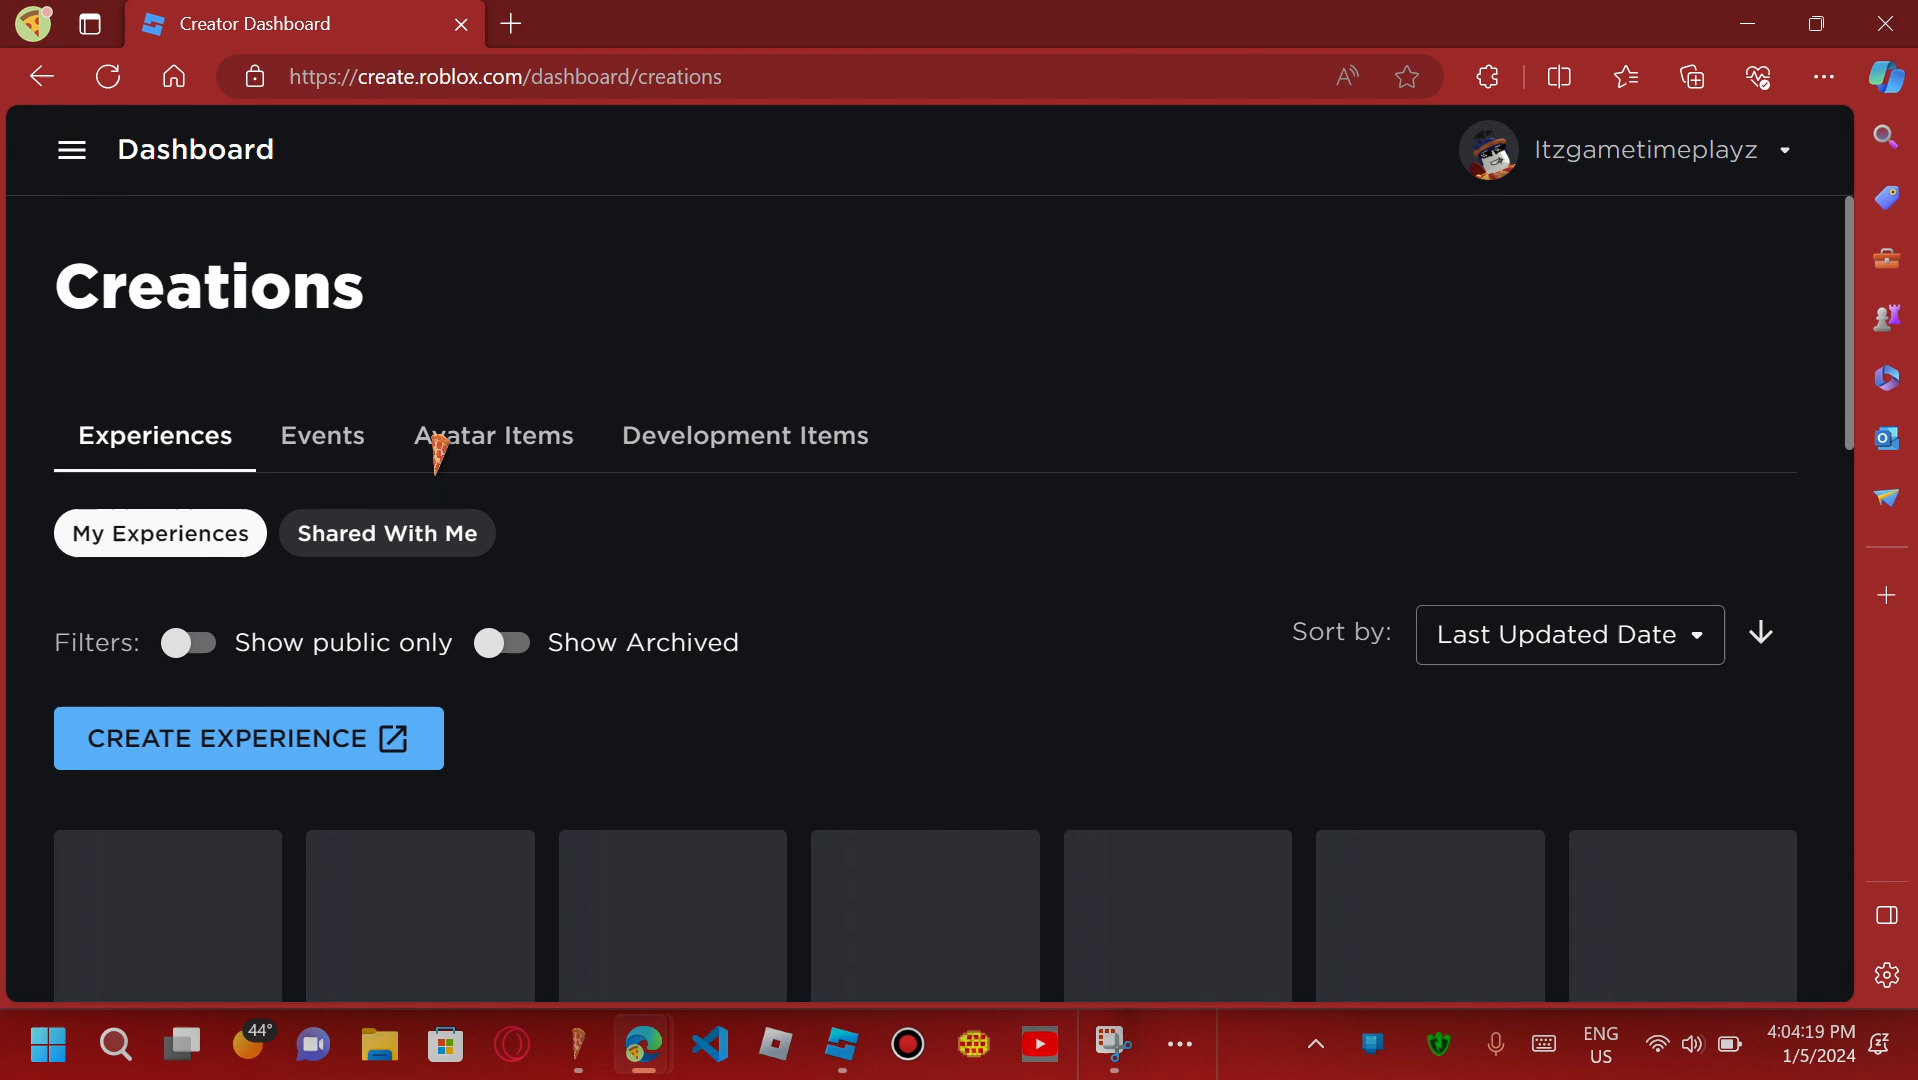 Creator Dashboard
https://create.roblox.com/dashboard/creations
Dashboard
Itzgametimeplayz
Creations
Experiences Events Avatar Items Development Items
My Experiences Shared With Me
Filters: Show public only Show Archived Sort by: Last Updated Date
CREATE EXPERIENCE
44°
ENG
US
4:04:19 PM
1/5/2024